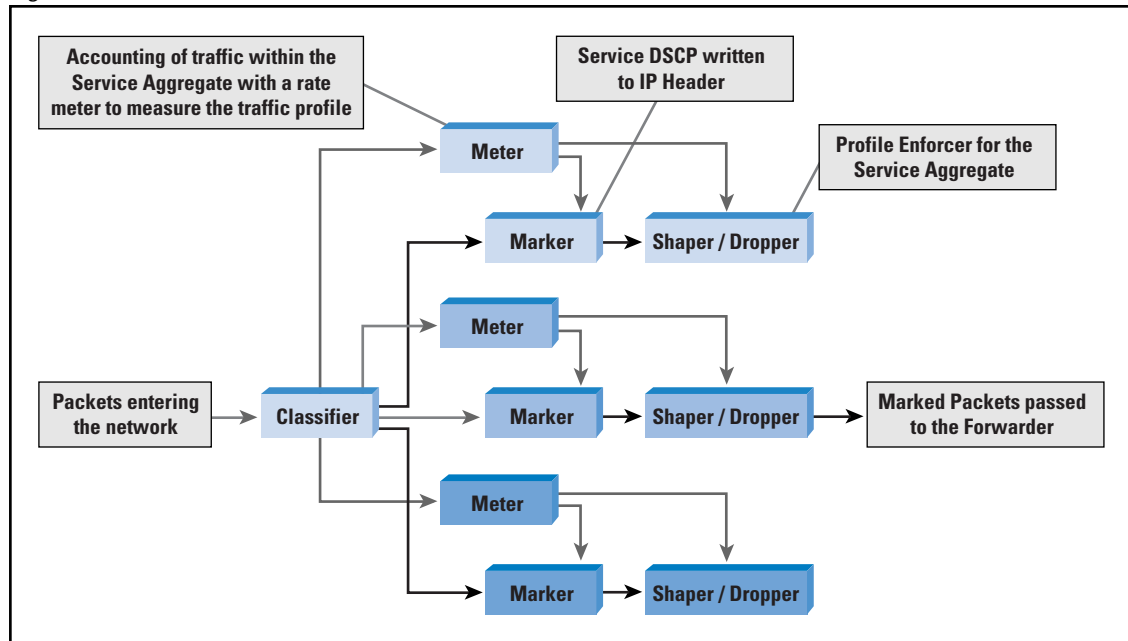 Accounting of traffic within the
Service Aggregate with a rate
meter to measure the traffic profile
Service DSCP written
to IP Header
Meter
Profile Enforcer for the
Service Aggregate
Marker
Shaper / Dropper
Meter
Packets entering
the network
Classifier
Marker
Shaper / Dropper
Marked Packets passed
to the Forwarder
Meter
Marker
Shaper / Dropper